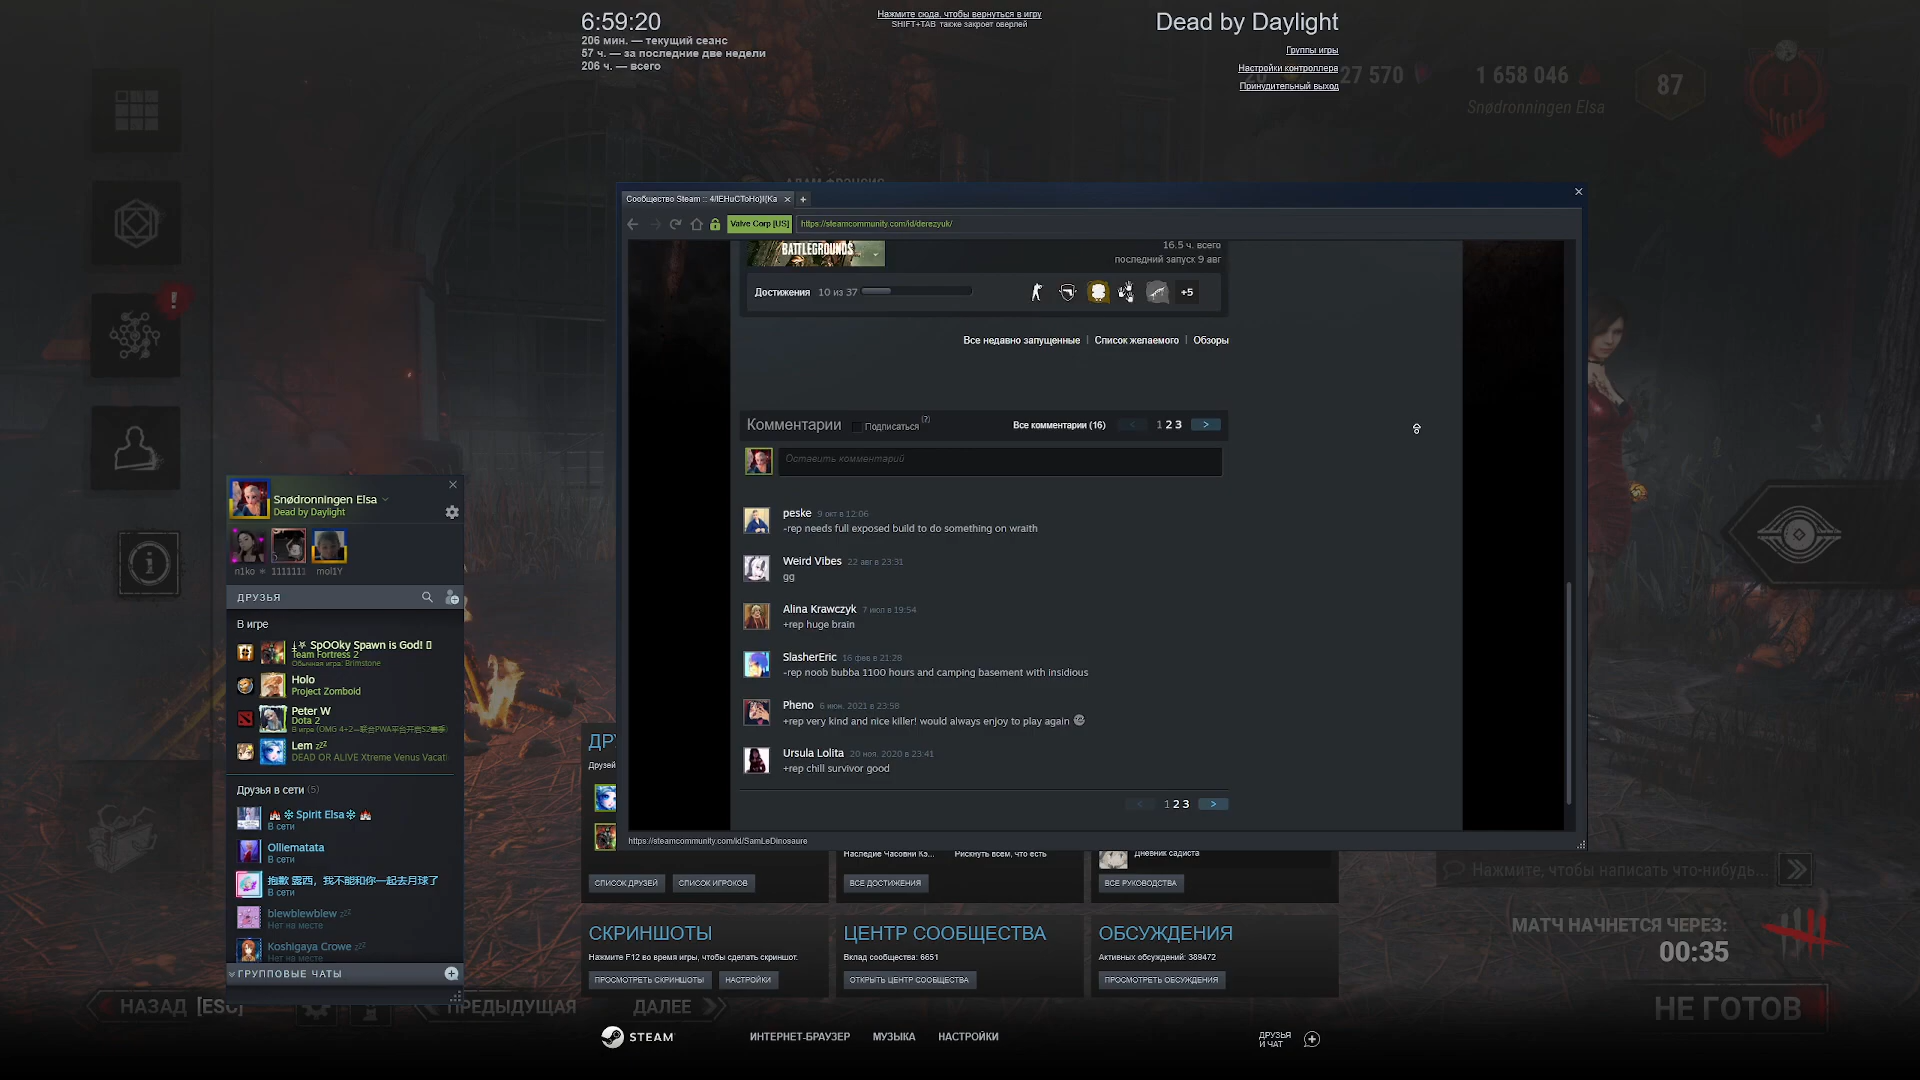 6:59:20
206 мин. — текущий сеанс
57 ч. — за последние две недели
206 ч. — всего
Нажмите сюда, чтобы вернуться в игру
SHIFT+TAB также закроет оверлей
Dead by Daylight
Группы игры
Настройки контроллера
Принудительный выход
27 570
1 658 046
Snødronningen Elsa
87
Valve Corp [US]
https://steamcommunity.com/id/derezyuk/
BATTLEGROUNDS
16.5 ч. всего
последний запуск 9 авг
Достижения 10 из 37
+5
Все недавно запущенные | Список желаемого | Обзоры
Комментарии
Подписаться [?]
Все комментарии (16)
< 1 2 3 >
Оставить комментарий
peske 9 окт в 12:06
-rep needs full exposed build to do something on wraith
Weird Vibes 22 авг в 23:31
gg
Alina Krawczyk 7 июл в 19:54
+rep huge brain
SlasherEric 16 фев в 21:28
-rep noob bubba 1100 hours and camping basement with insidious
Pheno 6 июн. 2021 в 23:58
+rep very kind and nice killer! would always enjoy to play again
Ursula Lolita 20 ноя. 2020 в 23:41
+rep chill survivor good
< 1 2 3 >
https://steamcommunity.com/id/SamLeDinosaure
Snødronningen Elsa
Dead by Daylight
n1ko
1111111
mol1Y
ДРУЗЬЯ
В игре
SpOOky Spawn is God!
Team Fortress 2
Обычная игра: Brimstone
Holo
Project Zomboid
Peter W
Dota 2
Lem zzz
DEAD OR ALIVE Xtreme Venus Vacati
Друзья в сети (5)
🏰 ❄ Spirit Elsa ❄ 🏰
В сети
Olliematata
В сети
抱歉 露西，我不能和你一起去月球了
В сети
blewblewblew zzz
Нет на месте
Koshigaya Crowe zzz
Нет на месте
ГРУППОВЫЕ ЧАТЫ
Наследие Часовни Кэ...
Рискнуть всем, что есть
Дневник садиста
СПИСОК ДРУЗЕЙ
СПИСОК ИГРОКОВ
ВСЕ ДОСТИЖЕНИЯ
ВСЕ РУКОВОДСТВА
СКРИНШОТЫ
Нажмите F12 во время игры, чтобы сделать скриншот.
ПРОСМОТРЕТЬ СКРИНШОТЫ
НАСТРОЙКИ
ЦЕНТР СООБЩЕСТВА
Вклад сообщества: 6651
ОТКРЫТЬ ЦЕНТР СООБЩЕСТВА
ОБСУЖДЕНИЯ
Активных обсуждений: 389472
ПРОСМОТРЕТЬ ОБСУЖДЕНИЯ
Нажмите, чтобы написать что-нибудь...
МАТЧ НАЧНЕТСЯ ЧЕРЕЗ:
00:35
НЕ ГОТОВ
НАЗАД [ESC]
ПРЕДЫДУЩАЯ
ДАЛЕЕ
STEAM
ИНТЕРНЕТ-БРАУЗЕР
МУЗЫКА
НАСТРОЙКИ
ДРУЗЬЯ
И ЧАТ